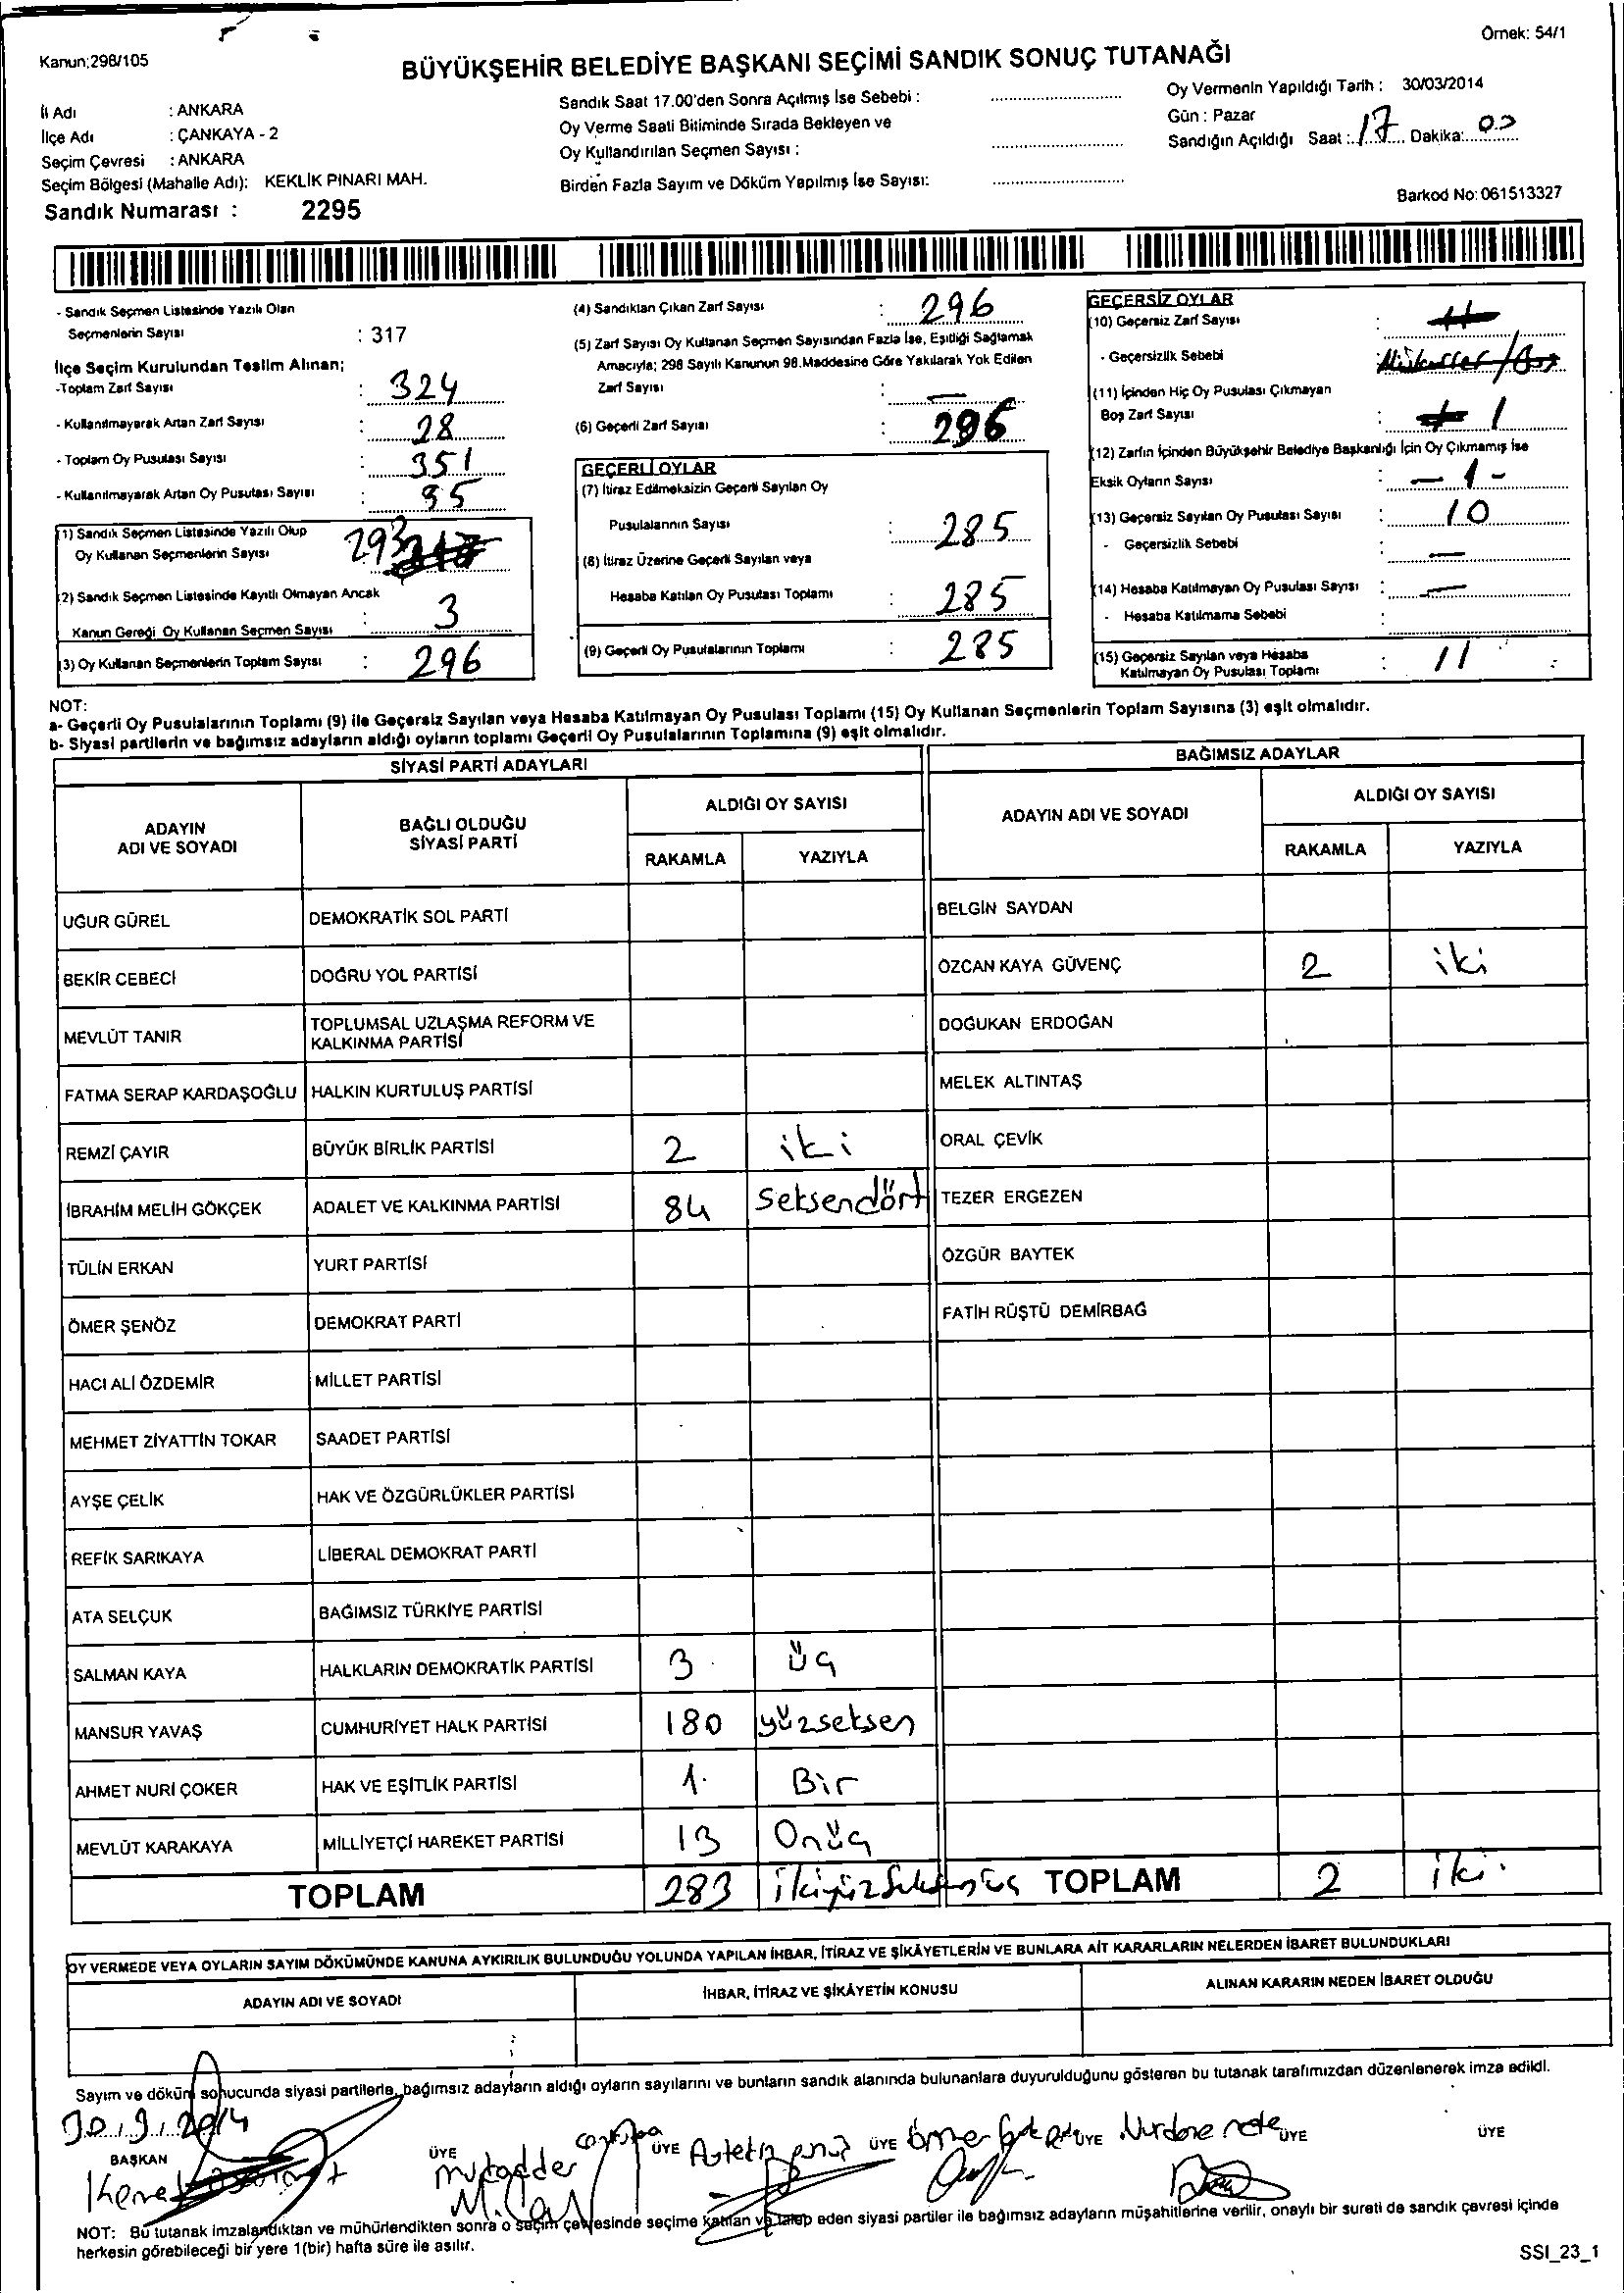 Örnek: 54/1
Kanun;298/105
BÜYÜKŞEHİR BELEDİYE BAŞKANI SEÇİMİ SANDIK SONUÇ TUTANAĞI
İl Adı : ANKARA
İlçe Adı : ÇANKAYA - 2
Seçim Çevresi : ANKARA
Seçim Bölgesi (Mahalle Adı): KEKLİK PINARI MAH.
Sandık Numarası : 2295
Sandık Saat 17.00'den Sonra Açılmış İse Sebebi :
Oy Verme Saati Bitiminde Sırada Bekleyen ve
Oy Kullandırılan Seçmen Sayısı :
Birden Fazla Sayım ve Döküm Yapılmış İse Sayısı:
Oy Vermenin Yapıldığı Tarih : 30/03/2014
Gün : Pazar
Sandığın Açıldığı Saat : 17 Dakika: 00
Barkod No: 061513327
- Sandık Seçmen Listesinde Yazılı Olan
Seçmenlerin Sayısı : 317
İlçe Seçim Kurulundan Teslim Alınan;
-Toplam Zarf Sayısı : 324
- Kullanılmayarak Artan Zarf Sayısı : 28
- Toplam Oy Pusulası Sayısı : 351
- Kullanılmayarak Artan Oy Pusulası Sayısı :
(1) Sandık Seçmen Listesinde Yazılı Olup
Oy Kullanan Seçmenlerin Sayısı 293
(2) Sandık Seçmen Listesinde Kayıtlı Olmayan Ancak
Kanun Gereği Oy Kullanan Seçmen Sayısı : 3
(3) Oy Kullanan Seçmenlerin Toplam Sayısı : 296
(4) Sandıktan Çıkan Zarf Sayısı : 296
(5) Zarf Sayısı Oy Kullanan Seçmen Sayısından Fazla İse, Eşitliği Sağlamak
Amacıyla; 298 Sayılı Kanunun 98.Maddesine Göre Yakılarak Yok Edilen
Zarf Sayısı : —
(6) Geçerli Zarf Sayısı : 296
GEÇERLİ OYLAR
(7) İtiraz Edilmeksizin Geçerli Sayılan Oy
Pusulalarının Sayısı : 285
(8) İtiraz Üzerine Geçerli Sayılan veya
Hesaba Katılan Oy Pusulası Toplamı : 285
(9) Geçerli Oy Pusulalarının Toplamı : 285
GEÇERSİZ OYLAR
(10) Geçersiz Zarf Sayısı :
- Geçersizlik Sebebi :
(11) İçinden Hiç Oy Pusulası Çıkmayan
Boş Zarf Sayısı : 1
(12) Zarfın İçinden Büyükşehir Belediye Başkanlığı İçin Oy Çıkmamış İse
Eksik Oyların Sayısı : - 1 -
(13) Geçersiz Sayılan Oy Pusulası Sayısı : 10
- Geçersizlik Sebebi : —
(14) Hesaba Katılmayan Oy Pusulası Sayısı : —
- Hesaba Katılmama Sebebi :
(15) Geçersiz Sayılan veya Hesaba
Katılmayan Oy Pusulası Toplamı : 11
NOT:
a- Geçerli Oy Pusulalarının Toplamı (9) ile Geçersiz Sayılan veya Hesaba Katılmayan Oy Pusulası Toplamı (15) Oy Kullanan Seçmenlerin Toplam Sayısına (3) eşit olmalıdır.
b- Siyasi partilerin ve bağımsız adayların aldığı oyların toplamı Geçerli Oy Pusulalarının Toplamına (9) eşit olmalıdır.
SİYASİ PARTİ ADAYLARI
ADAYIN
ADI VE SOYADI
BAĞLI OLDUĞU
SİYASİ PARTİ
ALDIĞI OY SAYISI
RAKAMLA YAZIYLA
UĞUR GÜREL DEMOKRATİK SOL PARTİ
BEKİR CEBECİ DOĞRU YOL PARTİSİ
MEVLÜT TANIR TOPLUMSAL UZLAŞMA REFORM VE
KALKINMA PARTİSİ
FATMA SERAP KARDAŞOĞLU HALKIN KURTULUŞ PARTİSİ
REMZİ ÇAYIR BÜYÜK BİRLİK PARTİSİ 2 iki
İBRAHİM MELİH GÖKÇEK ADALET VE KALKINMA PARTİSİ 84 Seksendört
TÜLİN ERKAN YURT PARTİSİ
ÖMER ŞENÖZ DEMOKRAT PARTİ
HACI ALİ ÖZDEMİR MİLLET PARTİSİ
MEHMET ZİYATTİN TOKAR SAADET PARTİSİ
AYŞE ÇELİK HAK VE ÖZGÜRLÜKLER PARTİSİ
REFİK SARIKAYA LİBERAL DEMOKRAT PARTİ
ATA SELÇUK BAĞIMSIZ TÜRKİYE PARTİSİ
SALMAN KAYA HALKLARIN DEMOKRATİK PARTİSİ 3 Üç
MANSUR YAVAŞ CUMHURİYET HALK PARTİSİ 180 yüzseksen
AHMET NURİ ÇOKER HAK VE EŞİTLİK PARTİSİ 1. Bir
MEVLÜT KARAKAYA MİLLİYETÇİ HAREKET PARTİSİ 13 Onüç
TOPLAM 283 ikiyüzseksenüç
BAĞIMSIZ ADAYLAR
ADAYIN ADI VE SOYADI
ALDIĞI OY SAYISI
RAKAMLA YAZIYLA
BELGİN SAYDAN
ÖZCAN KAYA GÜVENÇ 2 iki
DOĞUKAN ERDOĞAN
MELEK ALTINTAŞ
ORAL ÇEVİK
TEZER ERGEZEN
ÖZGÜR BAYTEK
FATİH RÜŞTÜ DEMİRBAĞ
TOPLAM 2 iki.
OY VERMEDE VEYA OYLARIN SAYIM DÖKÜMÜNDE KANUNA AYKIRILIK BULUNDUĞU YOLUNDA YAPILAN İHBAR, İTİRAZ VE ŞİKÂYETLERİN VE BUNLARA AİT KARARLARIN NELERDEN İBARET BULUNDUKLARI
ADAYIN ADI VE SOYADI İHBAR, İTİRAZ VE ŞİKÂYETİN KONUSU ALINAN KARARIN NEDEN İBARET OLDUĞU
Sayım ve döküm sonucunda siyasi partilerle, bağımsız adayların aldığı oyların sayılarını ve bunların sandık alanında bulunanlara duyurulduğunu gösteren bu tutanak tarafımızdan düzenlenerek imza edildi.
30.3.2014
BAŞKAN ÜYE ÜYE ÜYE ÜYE ÜYE ÜYE
NOT: Bu tutanak imzalandıktan ve mühürlendikten sonra o seçim çevresinde seçime katılan ve talep eden siyasi partiler ile bağımsız adayların müşahitlerine verilir, onaylı bir sureti de sandık çevresi içinde
herkesin görebileceği bir yere 1(bir) hafta süre ile asılır.
SSI_23_1